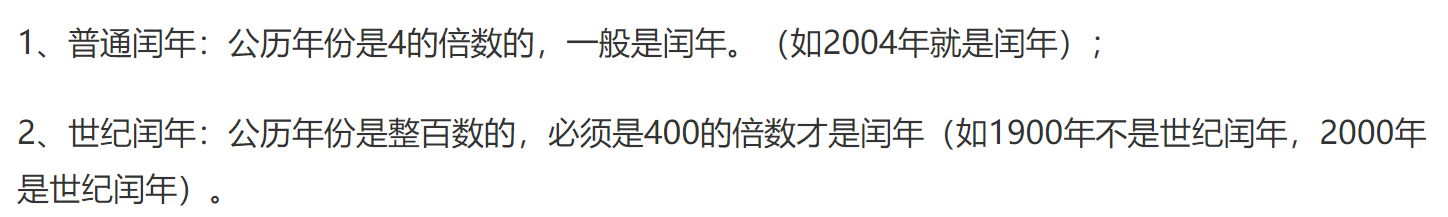 1、普通闰年：公历年份是4的倍数的，一般是闰年。（如2004年就是闰年）；
2、世纪闰年：公历年份是整百数的，必须是400的倍数才是闰年（如1900年不是世纪闰年，2000年
是世纪闰年）。